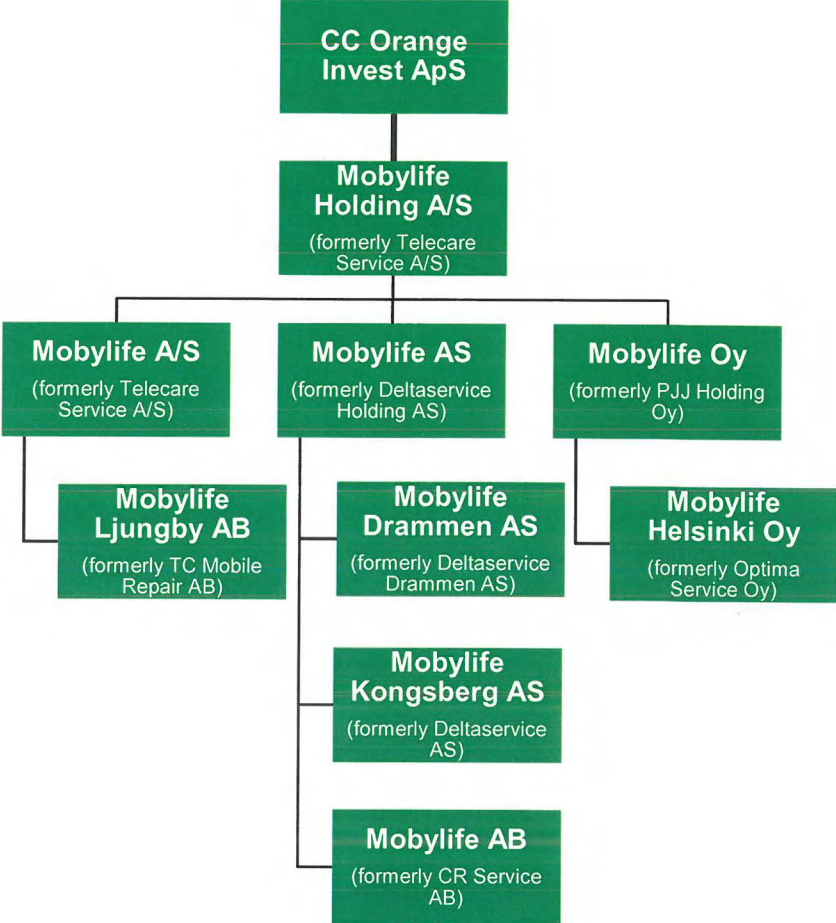 CC Orange
Invest ApS
Mobylife
Holding A/S
(formerly Telecare
Service A/S)
Mobylife A/S
(formerly Telecare
Service A/S)
Mobylife AS
(formerly Deltaservice
Holding AS)
Mobylife Oy
(formerly PJJ Holding
Oy)
Mobylife
Ljungby AB
(formerly TC Mobile
Repair AB)
Mobylife
Drammen AS
(formerly Deltaservice
Drammen AS)
Mobylife
Helsinki Oy
(formerly Optima
Service Oy)
Mobylife
Kongsberg AS
(formerly Deltaservice
AS)
Mobylife AB
(formerly CR Service
AB)